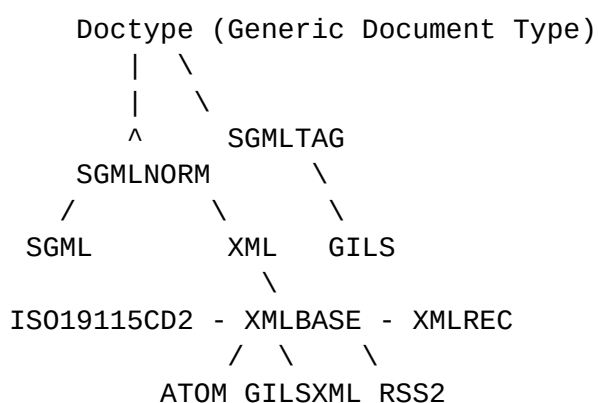 Doctype (Generic Document Type)
| \
| \
^ SGMLTAG
SGMLNORM \
/ \ \
SGML XML GILS
\
ISO19115CD2 - XMLBASE - XMLREC
/ \ \
ATOM GILSXML RSS2